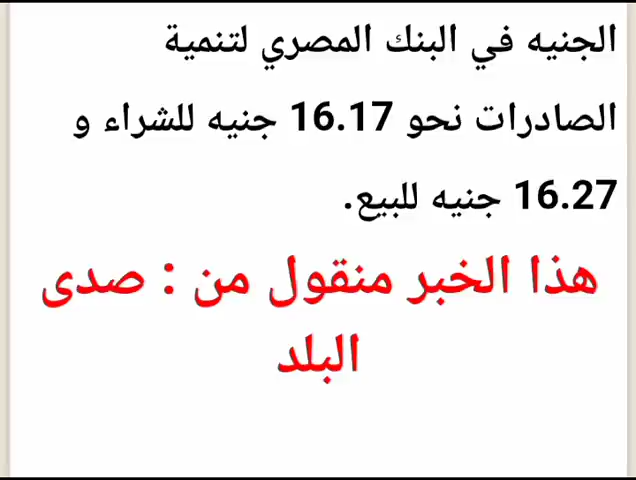 الجنيه في البنك المصري لتنمية
الصادرات نحو 16.17 جنيه للشراء و
16.27 جنيه للبيع.
هذا الخبر منقول من : صدى
البلد